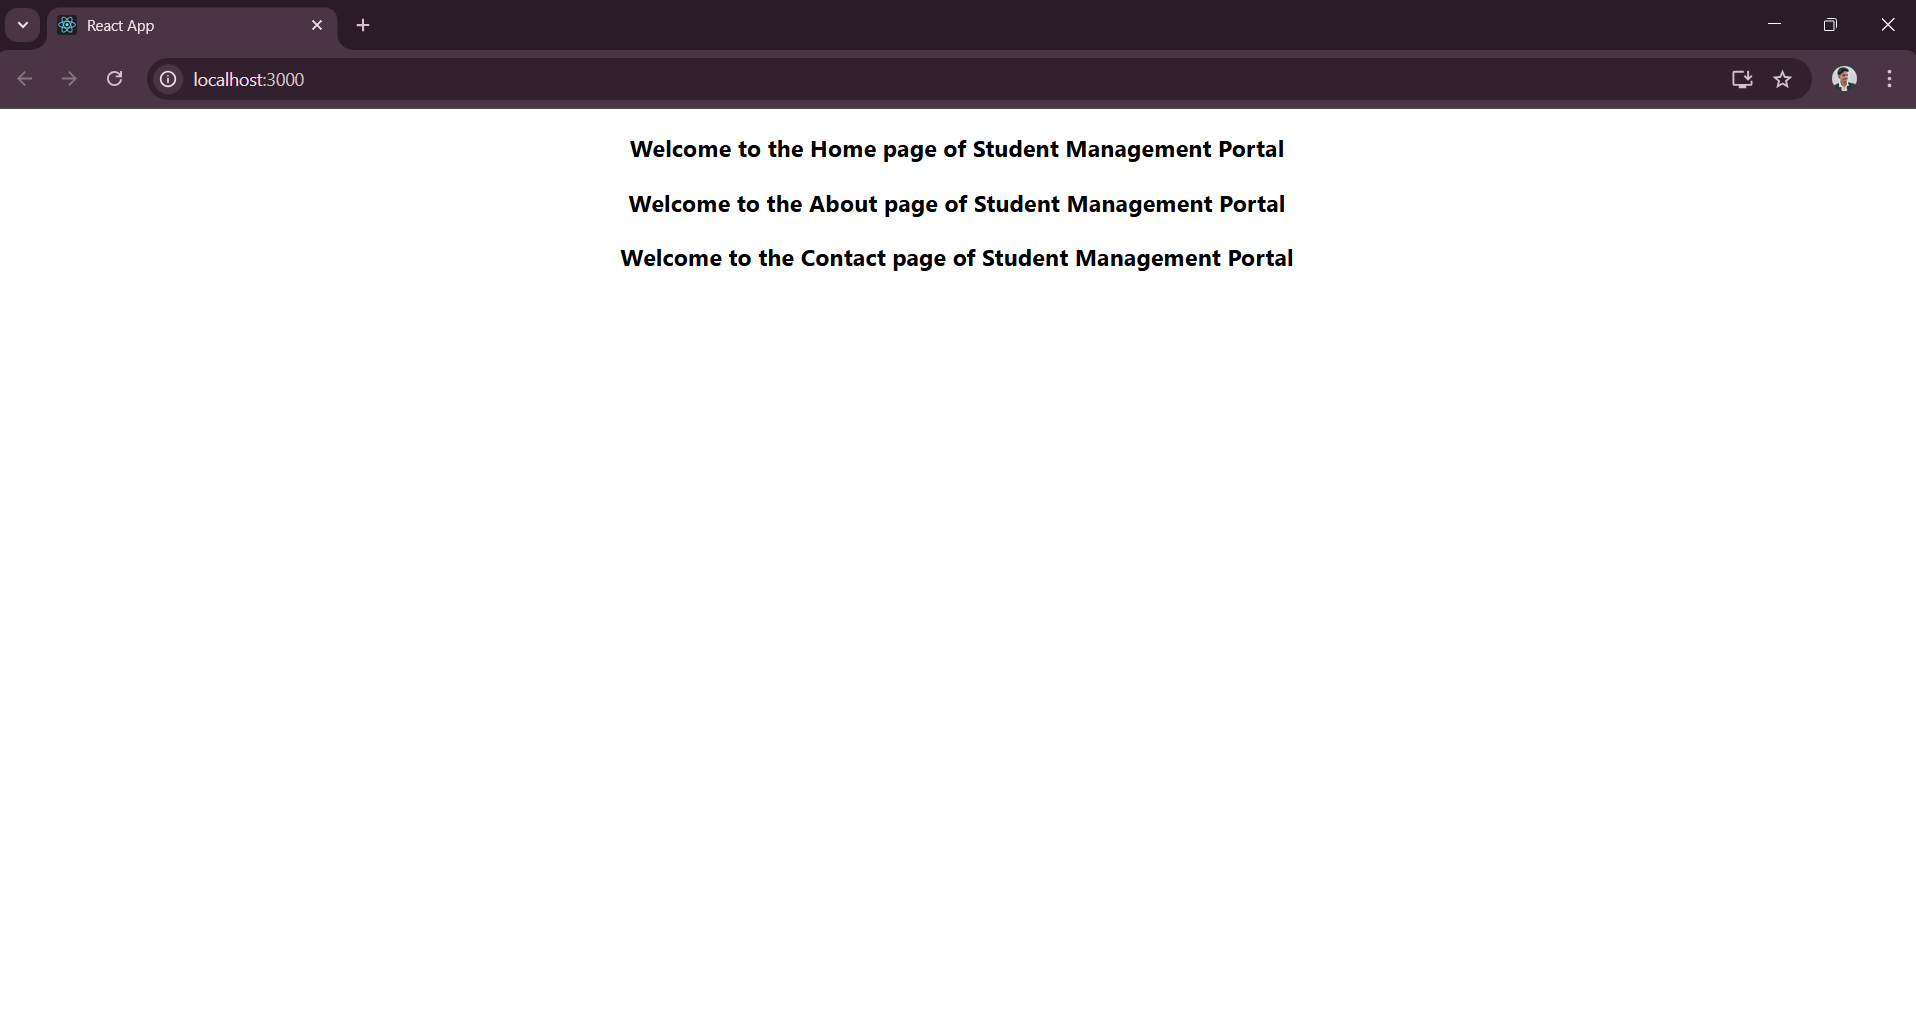 React App
localhost:3000
Welcome to the Home page of Student Management Portal
Welcome to the About page of Student Management Portal
Welcome to the Contact page of Student Management Portal